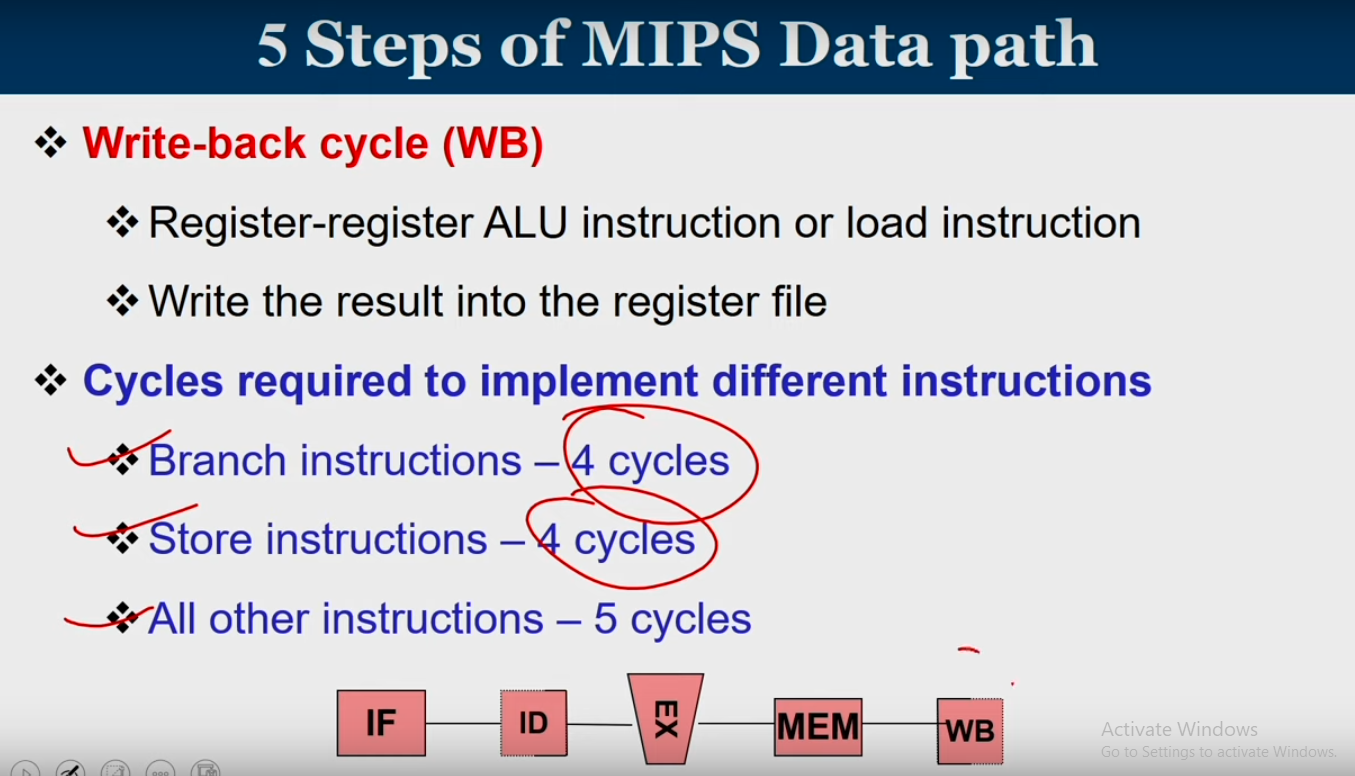 5 Steps of MIPS Data path
Write-back cycle (WB)
Register-register ALU instruction or load instruction
Write the result into the register file
Cycles required to implement different instructions
Branch instructions – 4 cycles
Store instructions – 4 cycles
All other instructions – 5 cycles
IF ID EX MEM WB
Activate Windows
Go to Settings to activate Windows.